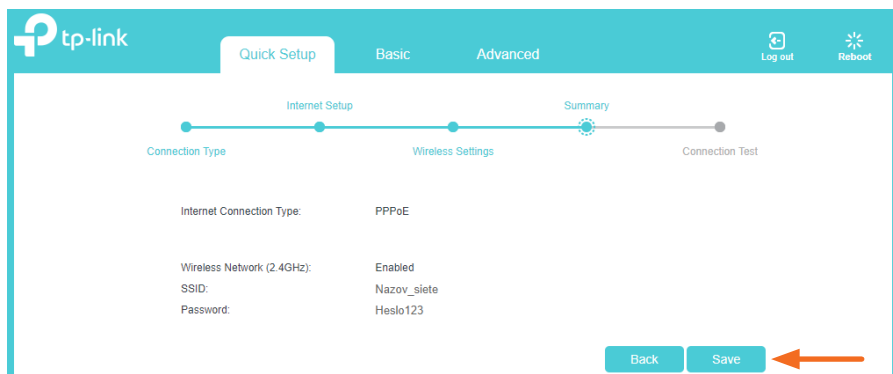 tp-link
Quick Setup Basic Advanced Log out Reboot
Internet Setup Summary
Connection Type Wireless Settings Connection Test
Internet Connection Type: PPPoE
Wireless Network (2.4GHz): Enabled
SSID: Nazov_siete
Password: Heslo123
Back Save